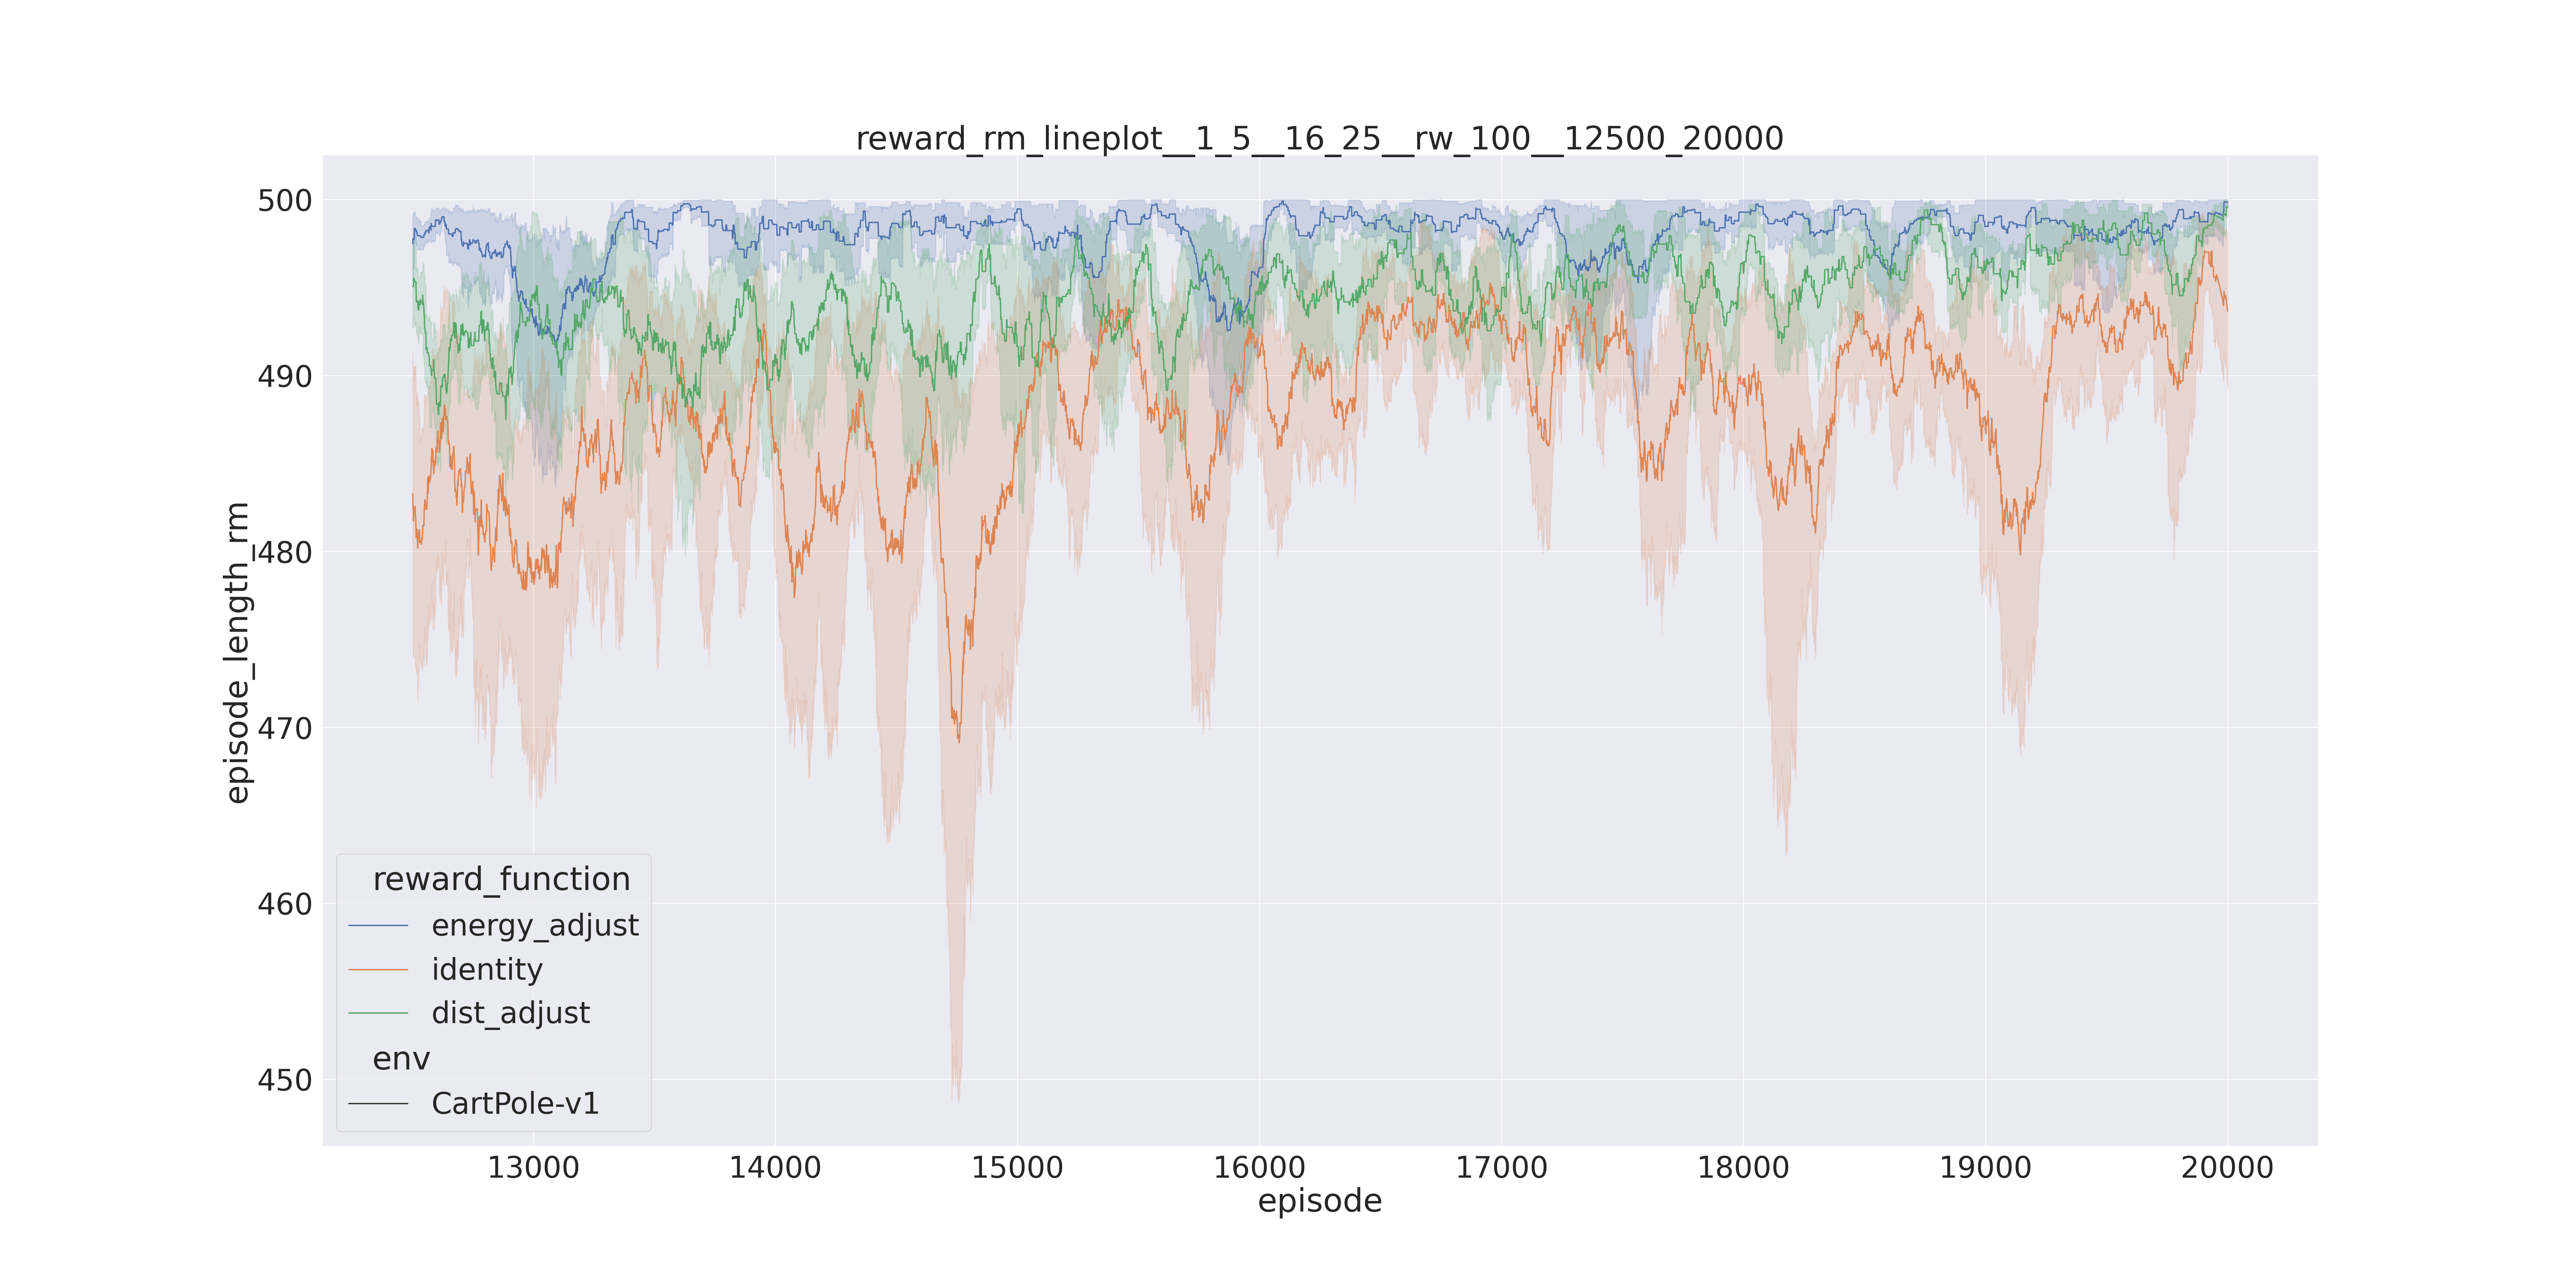 reward_rm_lineplot__1_5__16_25__rw_100__12500_20000
episode_length_rm
500
490
480
470
460
450
reward_function
energy_adjust
identity
dist_adjust
env
CartPole-v1
13000 14000 15000 16000 17000 18000 19000 20000
episode